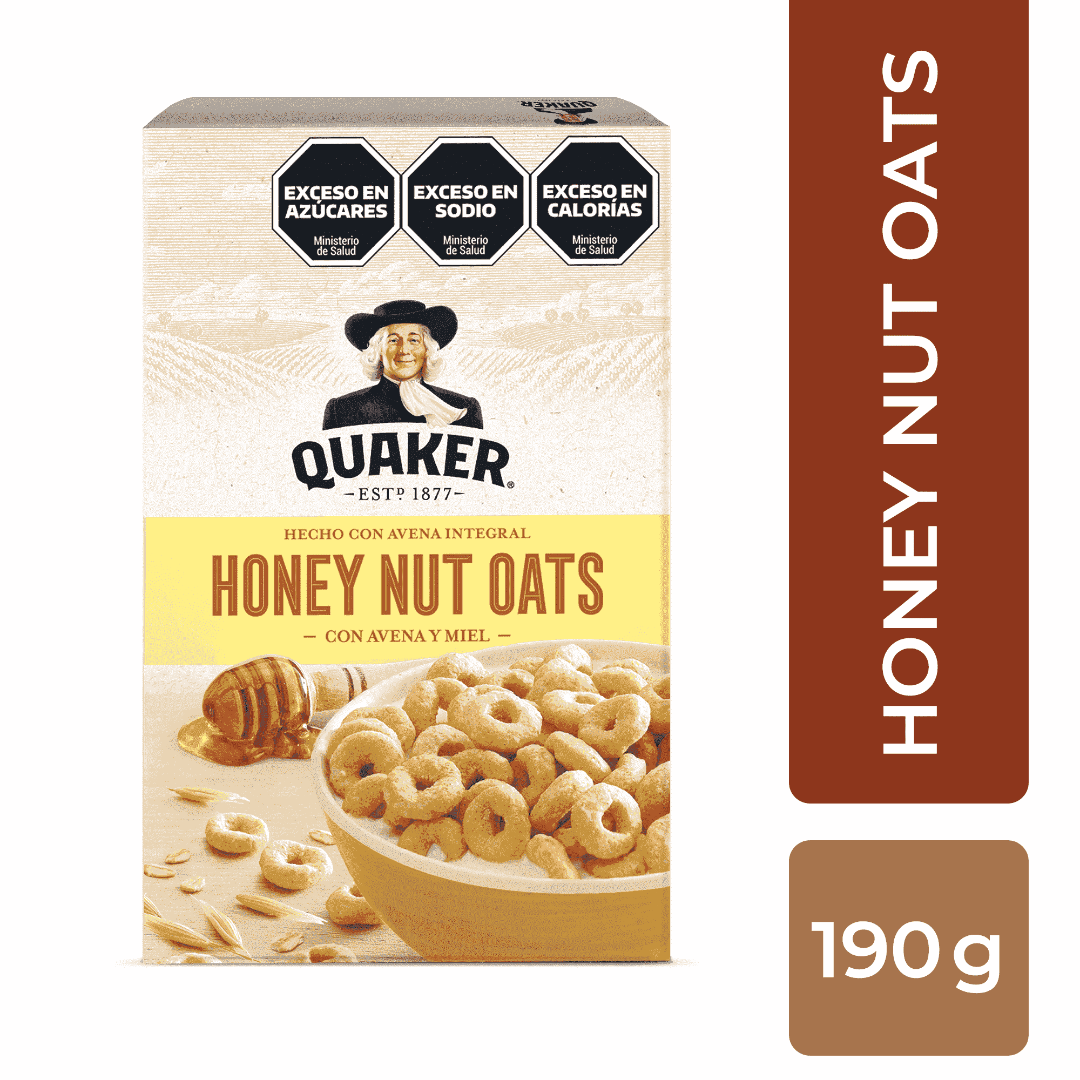 QUAKER
EXCESO EN
AZÚCARES
Ministerio
de Salud
EXCESO EN
SODIO
Ministerio
de Salud
EXCESO EN
CALORÍAS
Ministerio
de Salud
QUAKER®
ESTD 1877
HECHO CON AVENA INTEGRAL
HONEY NUT OATS
– CON AVENA Y MIEL –
HONEY NUT OATS
190 g